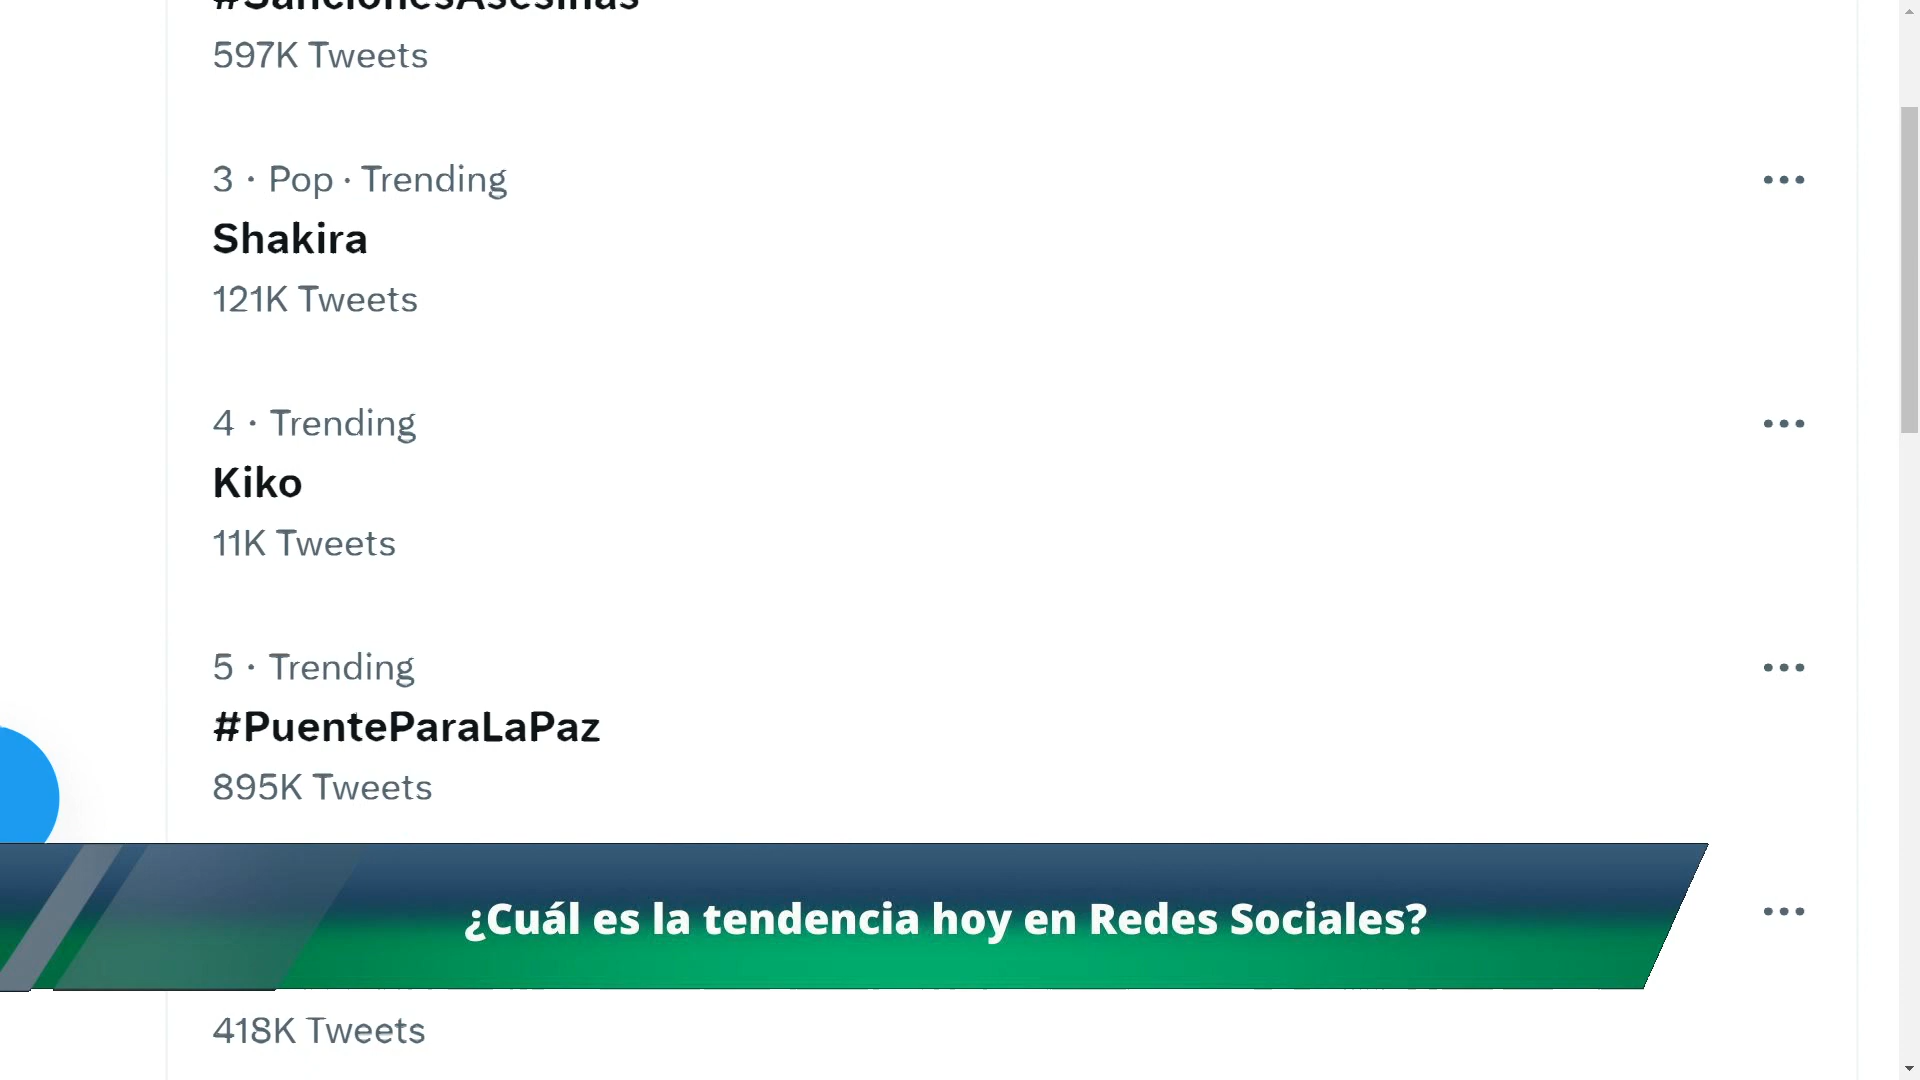 #SancionesAsesinas
597K Tweets
3 · Pop · Trending
Shakira
121K Tweets
4 · Trending
Kiko
11K Tweets
5 · Trending
#PuenteParaLaPaz
895K Tweets
¿Cuál es la tendencia hoy en Redes Sociales?
418K Tweets